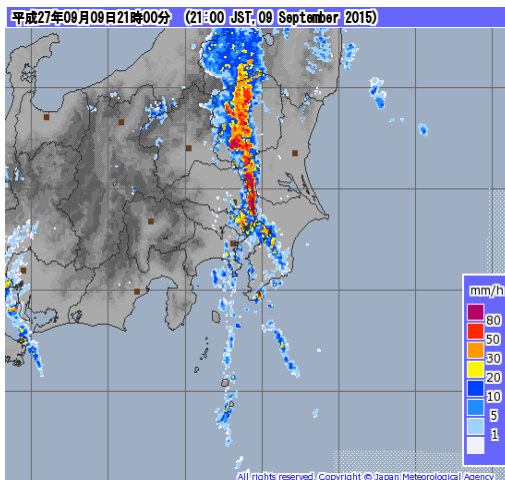 平成27年09月09日21時00分 (21:00 JST,09 September 2015)
mm/h
80
50
30
20
10
5
1
All rights reserved. Copyright © Japan Meteorological Agency